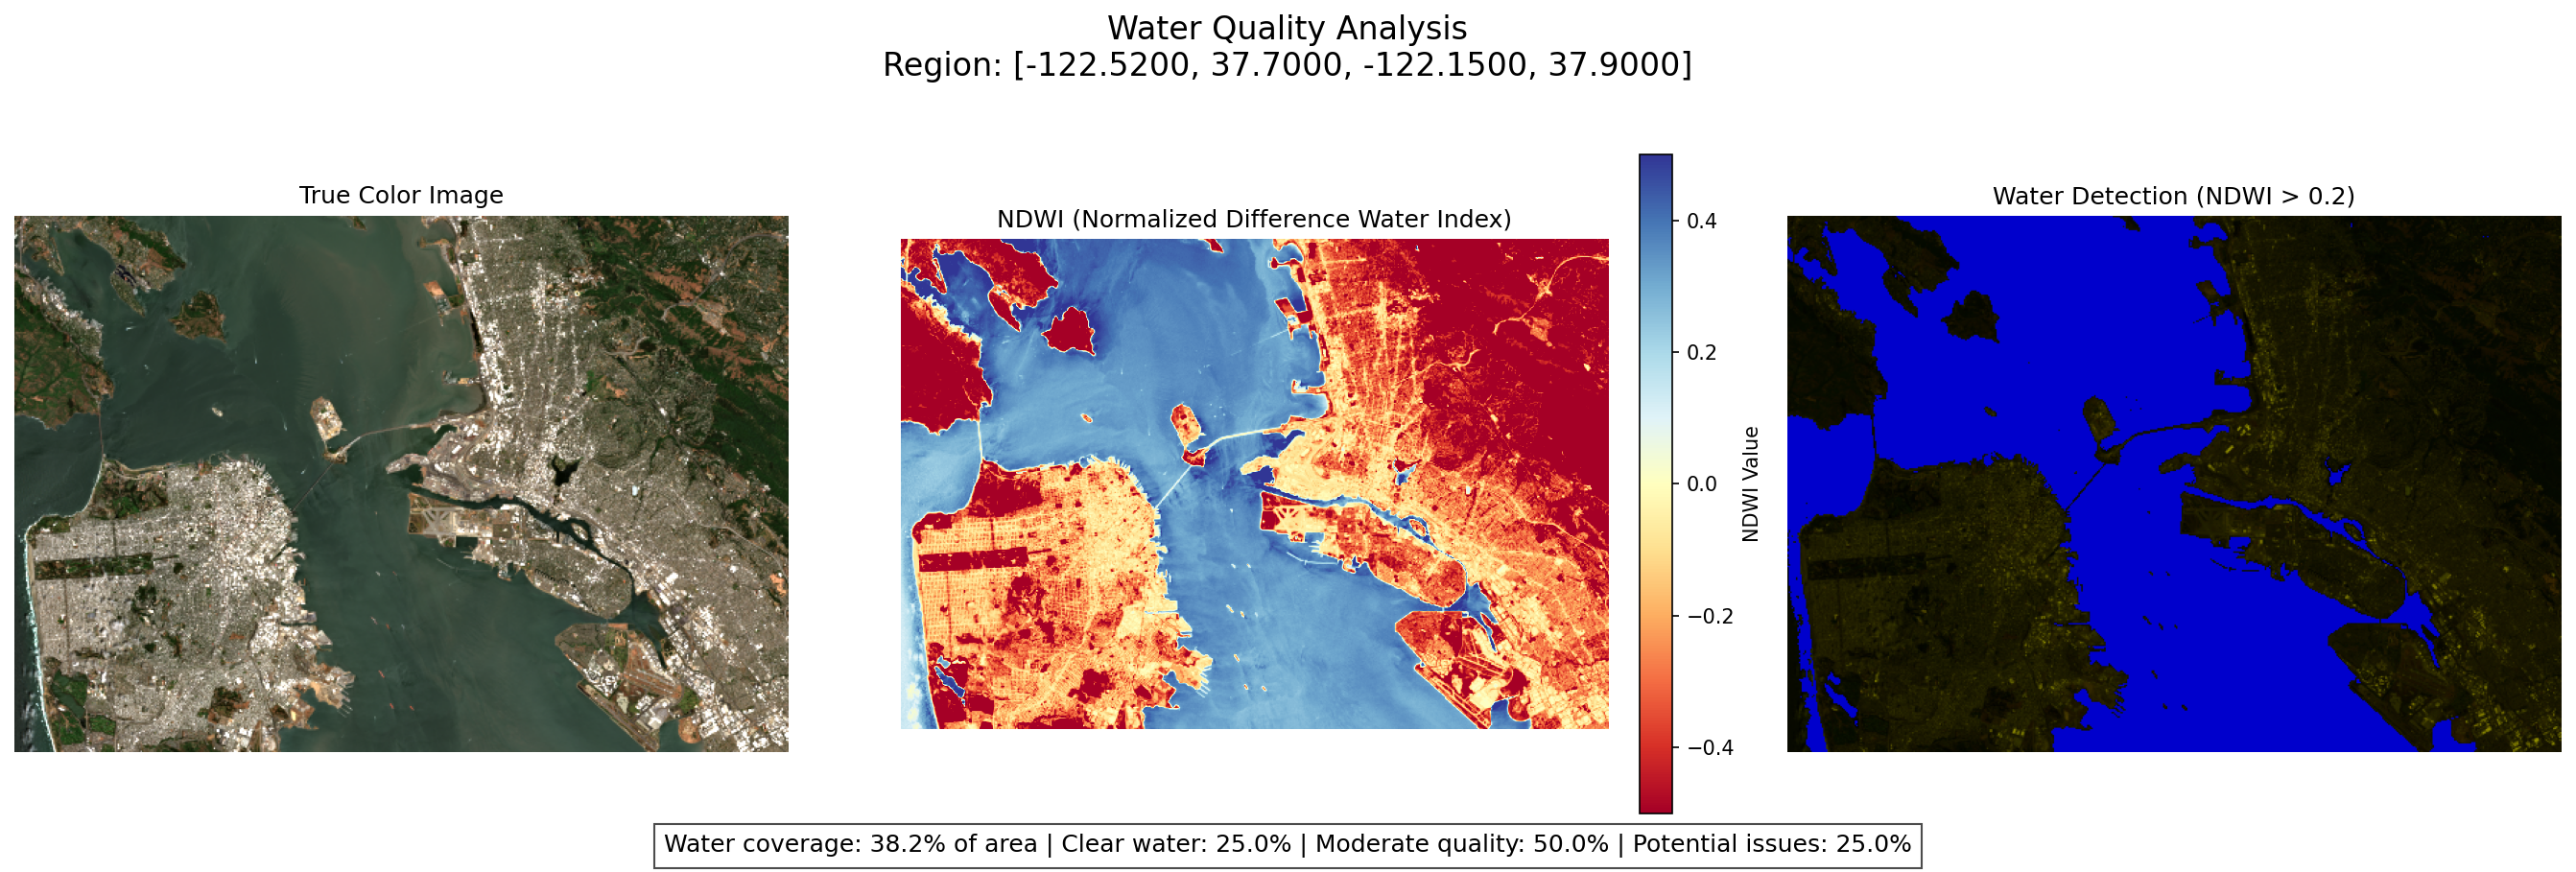 Water Quality Analysis
Region: [-122.5200, 37.7000, -122.1500, 37.9000]
True Color Image
NDWI (Normalized Difference Water Index)
0.4
0.2
0.0
−0.2
−0.4
NDWI Value
Water Detection (NDWI > 0.2)
Water coverage: 38.2% of area | Clear water: 25.0% | Moderate quality: 50.0% | Potential issues: 25.0%